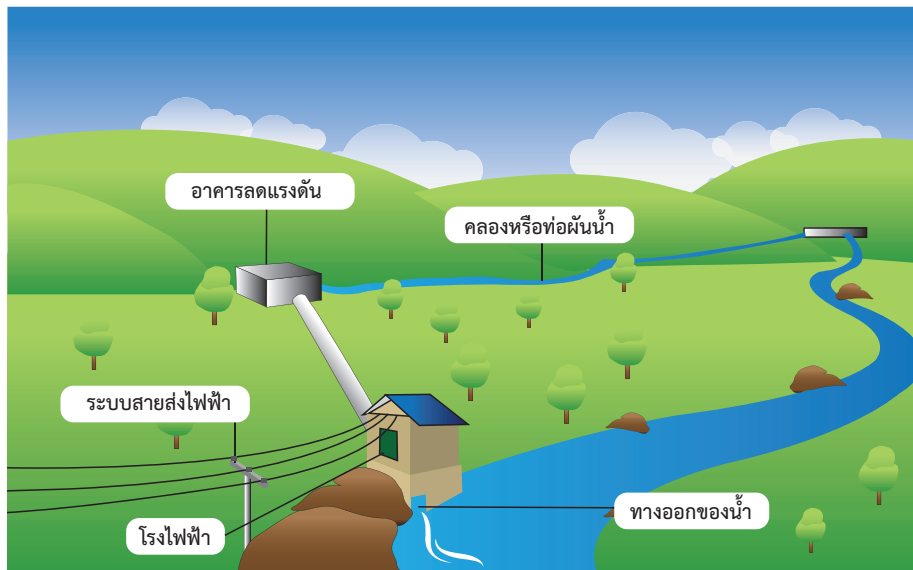 อาคารลดแรงดัน
คลองหรือท่อผันน้ำ
ระบบสายส่งไฟฟ้า
ทางออกของน้ำ
โรงไฟฟ้า